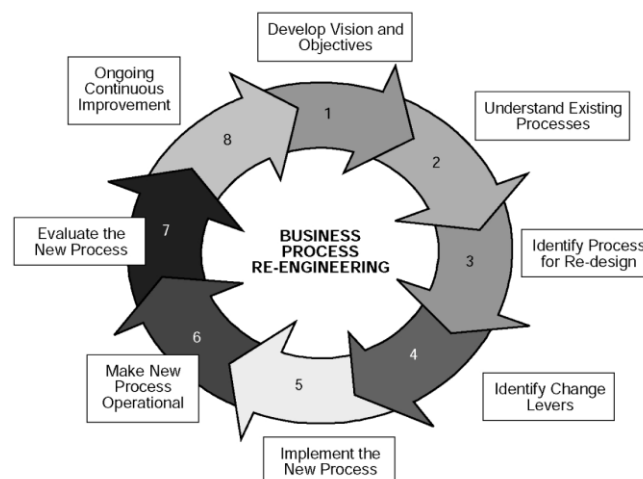 Develop Vision and
Objectives
1
Understand Existing
Processes
2
Identify Process
for Re-design
3
Identify Change
Levers
4
Implement the
New Process
5
Make New
Process
Operational
6
Evaluate the
New Process
7
Ongoing
Continuous
Improvement
8
BUSINESS
PROCESS
RE-ENGINEERING